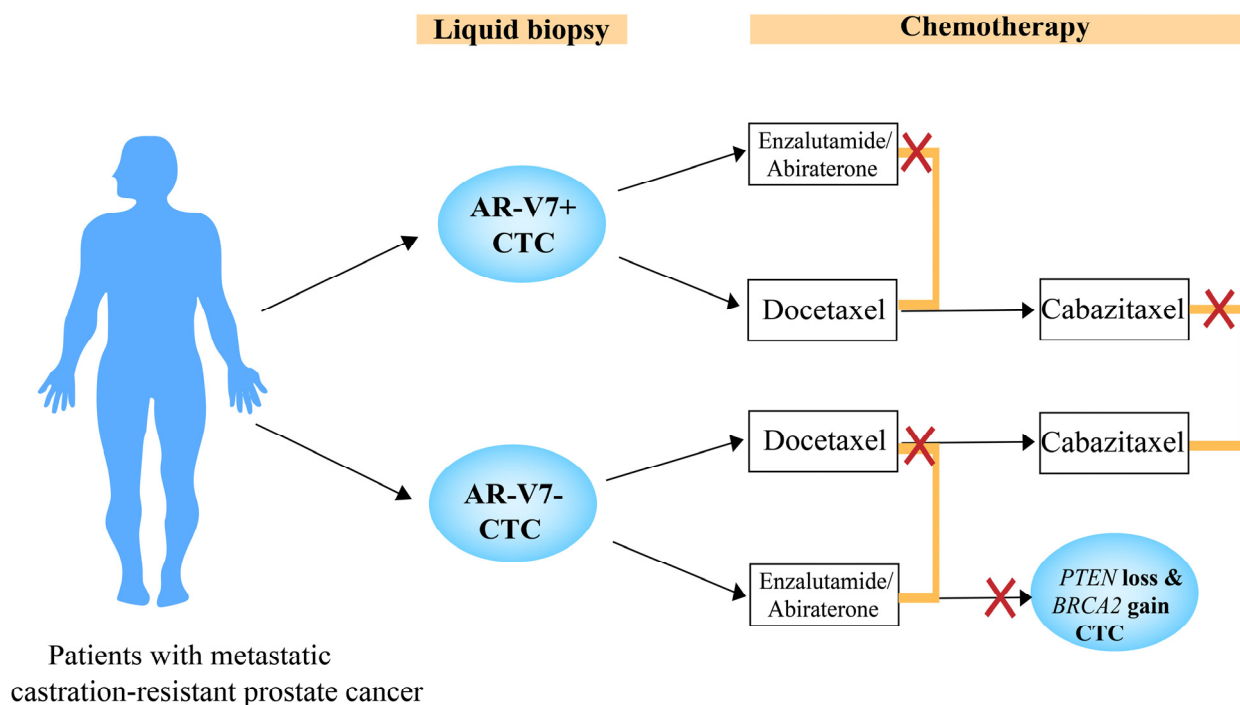 Liquid biopsy
Chemotherapy
Enzalutamide/
Abiraterone
AR-V7+
CTC
Docetaxel
Cabazitaxel
Docetaxel
Cabazitaxel
AR-V7-
CTC
Enzalutamide/
Abiraterone
PTEN loss &
BRCA2 gain
CTC
Patients with metastatic
castration-resistant prostate cancer